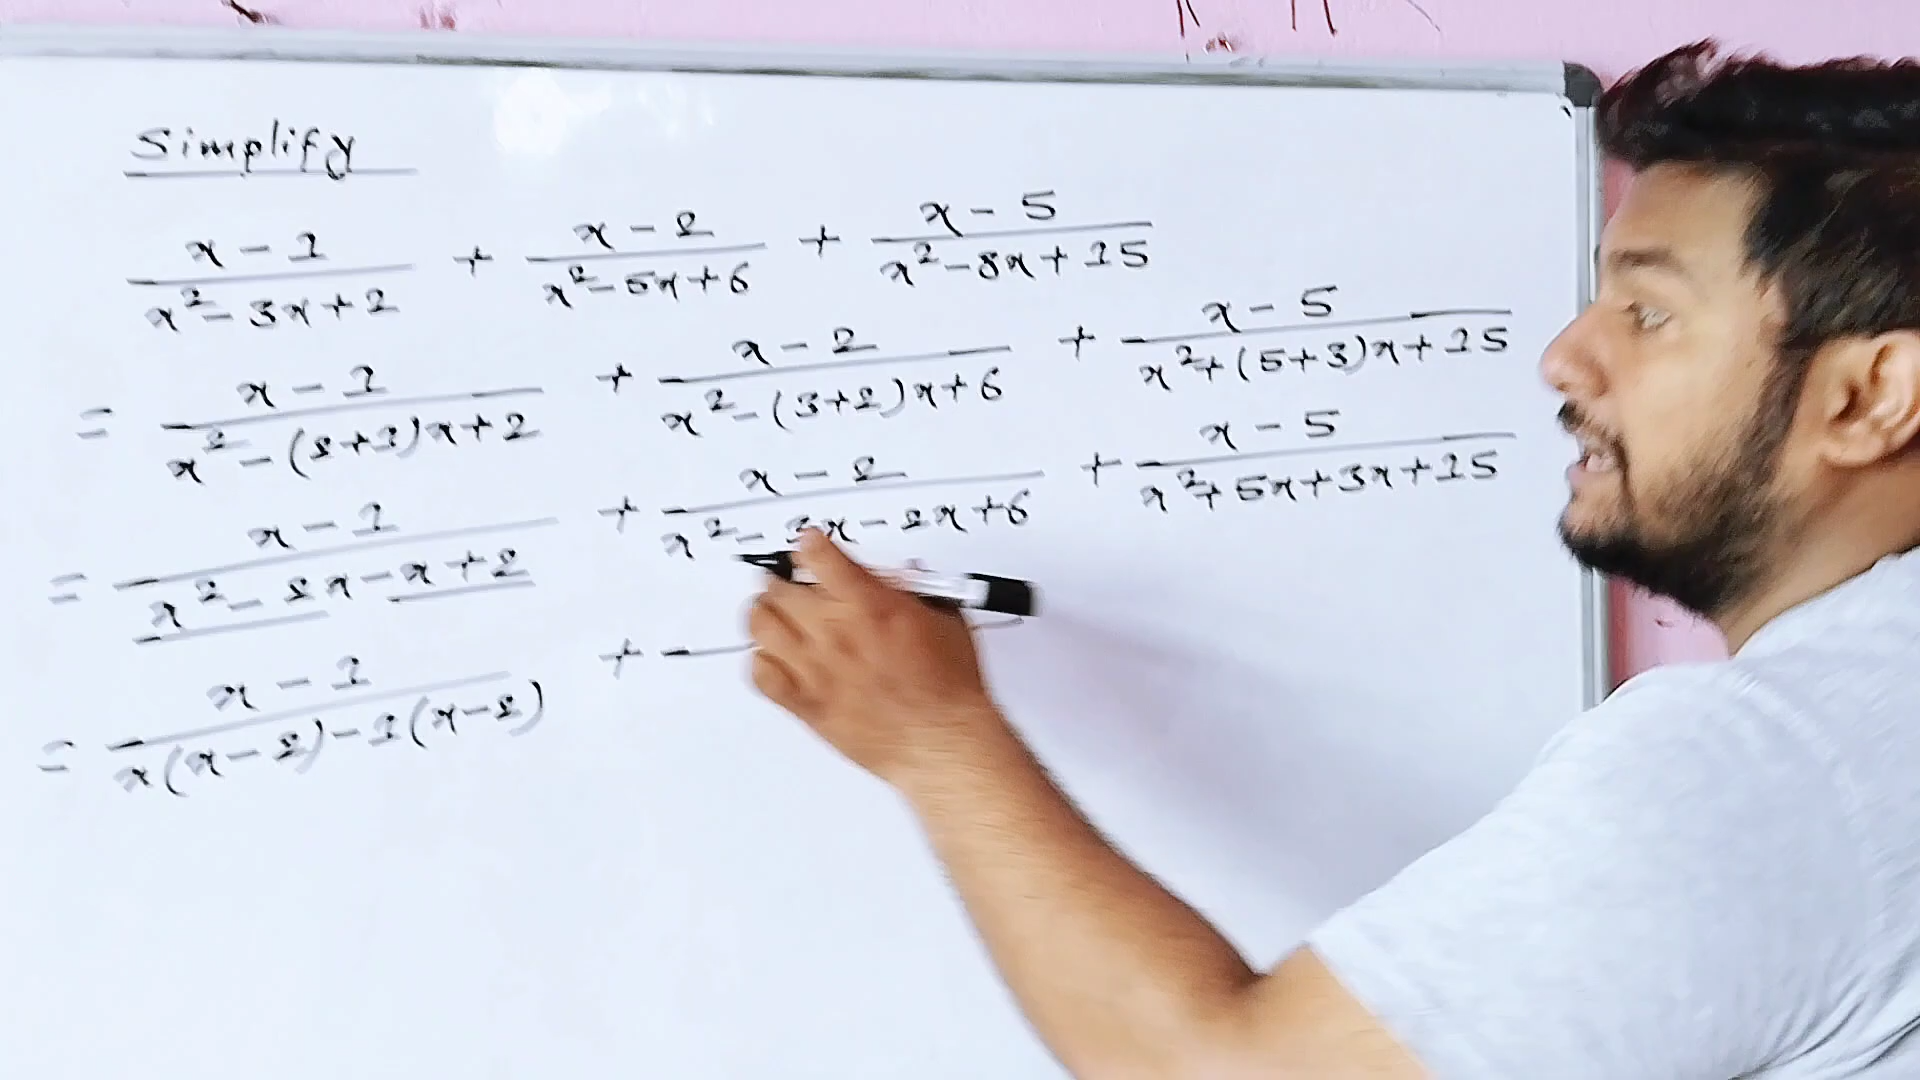 Simplify
x - 1 / x² - 3x + 2 + x - 2 / x² - 5x + 6 + x - 5 / x² - 8x + 15
= x - 1 / x² - (2+1)x + 2 + x - 2 / x² - (3+2)x + 6 + x - 5 / x² + (5+3)x + 15
= x - 1 / x² - 2x - x + 2 + x - 2 / x² - 3x - 2x + 6 + x - 5 / x² + 5x + 3x + 15
= x - 1 / x(x - 2) - 1(x - 2) +